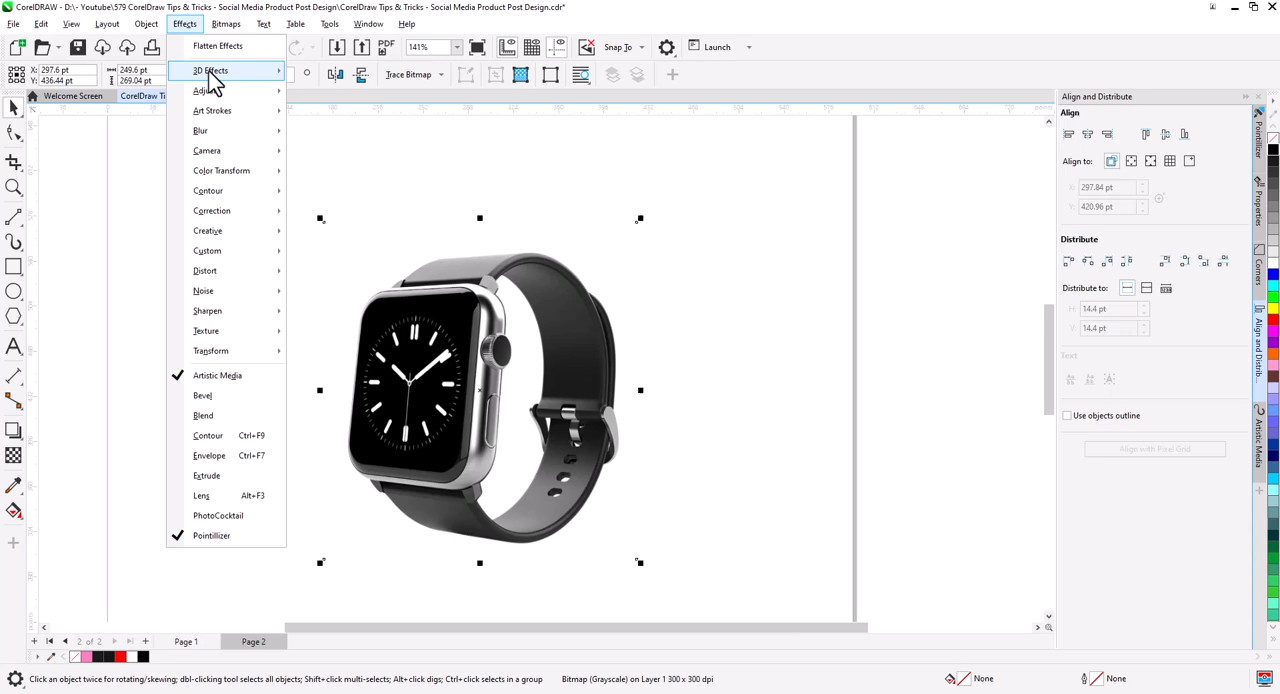 CorelDRAW - D:\- Youtube\579 CorelDraw Tips & Tricks - Social Media Product Post Design\CorelDraw Tips & Tricks - Social Media Product Post Design.cdr*
File Edit View Layout Object Effects Bitmaps Text Table Tools Window Help
PDF 141% Snap To Launch
X: 297.6 pt 249.6 pt
Y: 436.44 pt 269.04 pt
Trace Bitmap
Welcome Screen CorelDraw Ti
Flatten Effects
3D Effects
Art Strokes
Blur
Camera
Color Transform
Contour
Correction
Creative
Custom
Distort
Noise
Sharpen
Texture
Transform
Artistic Media
Bevel
Blend
Contour Ctrl+F9
Envelope Ctrl+F7
Extrude
Lens Alt+F3
PhotoCocktail
Pointillizer
Align and Distribute
Align
Align to:
X: 297.84 pt
Y: 420.96 pt
Distribute
Distribute to:
H: 14.4 pt
V: 14.4 pt
Text
Use objects outline
Align with Pixel Grid
Pointillizer
Properties
Corners
Align and Distrib...
Artistic Media
2 of 2 Page 1 Page 2
Click an object twice for rotating/skewing; dbl-clicking tool selects all objects; Shift+click multi-selects; Alt+click digs; Ctrl+click selects in a group Bitmap (Grayscale) on Layer 1 300 x 300 dpi None None